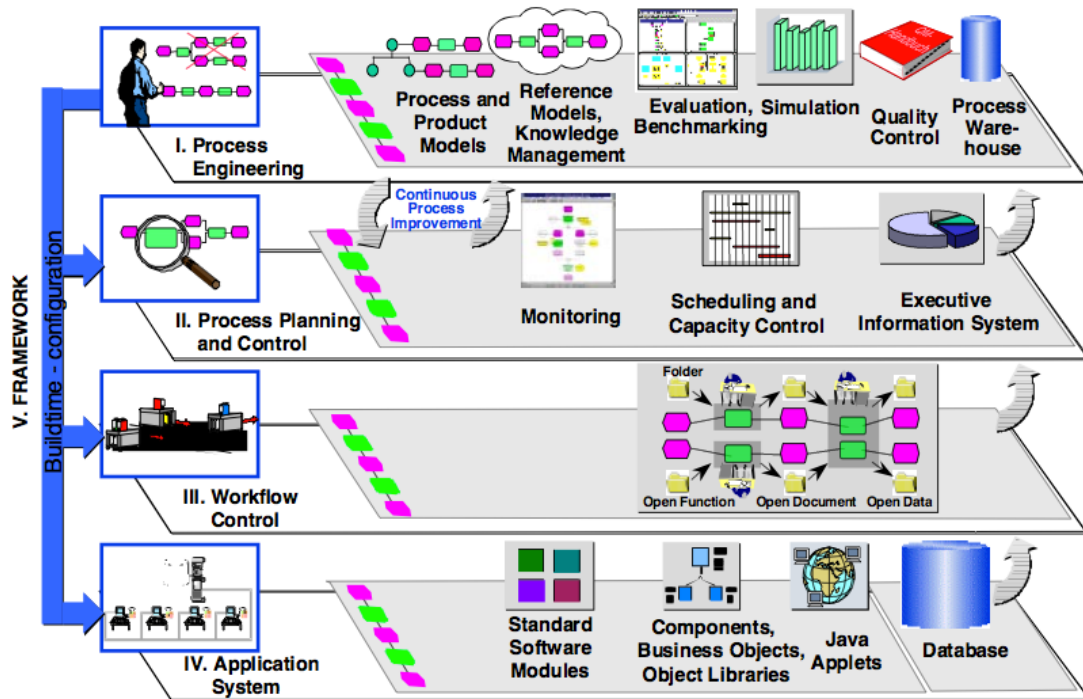 V. FRAMEWORK
Buildtime - configuration
I. Process
Engineering
Process and
Product
Models
Reference
Models,
Knowledge
Management
Evaluation,
Benchmarking
Simulation
QM-
Handbuch
Quality
Control
Process
Ware-
house
Continuous
Process
Improvement
II. Process Planning
and Control
Monitoring
Scheduling and
Capacity Control
Executive
Information System
III. Workflow
Control
Folder
Open Function
Open Document
Open Data
IV. Application
System
Standard
Software
Modules
Components,
Business Objects,
Object Libraries
Java
Applets
Database